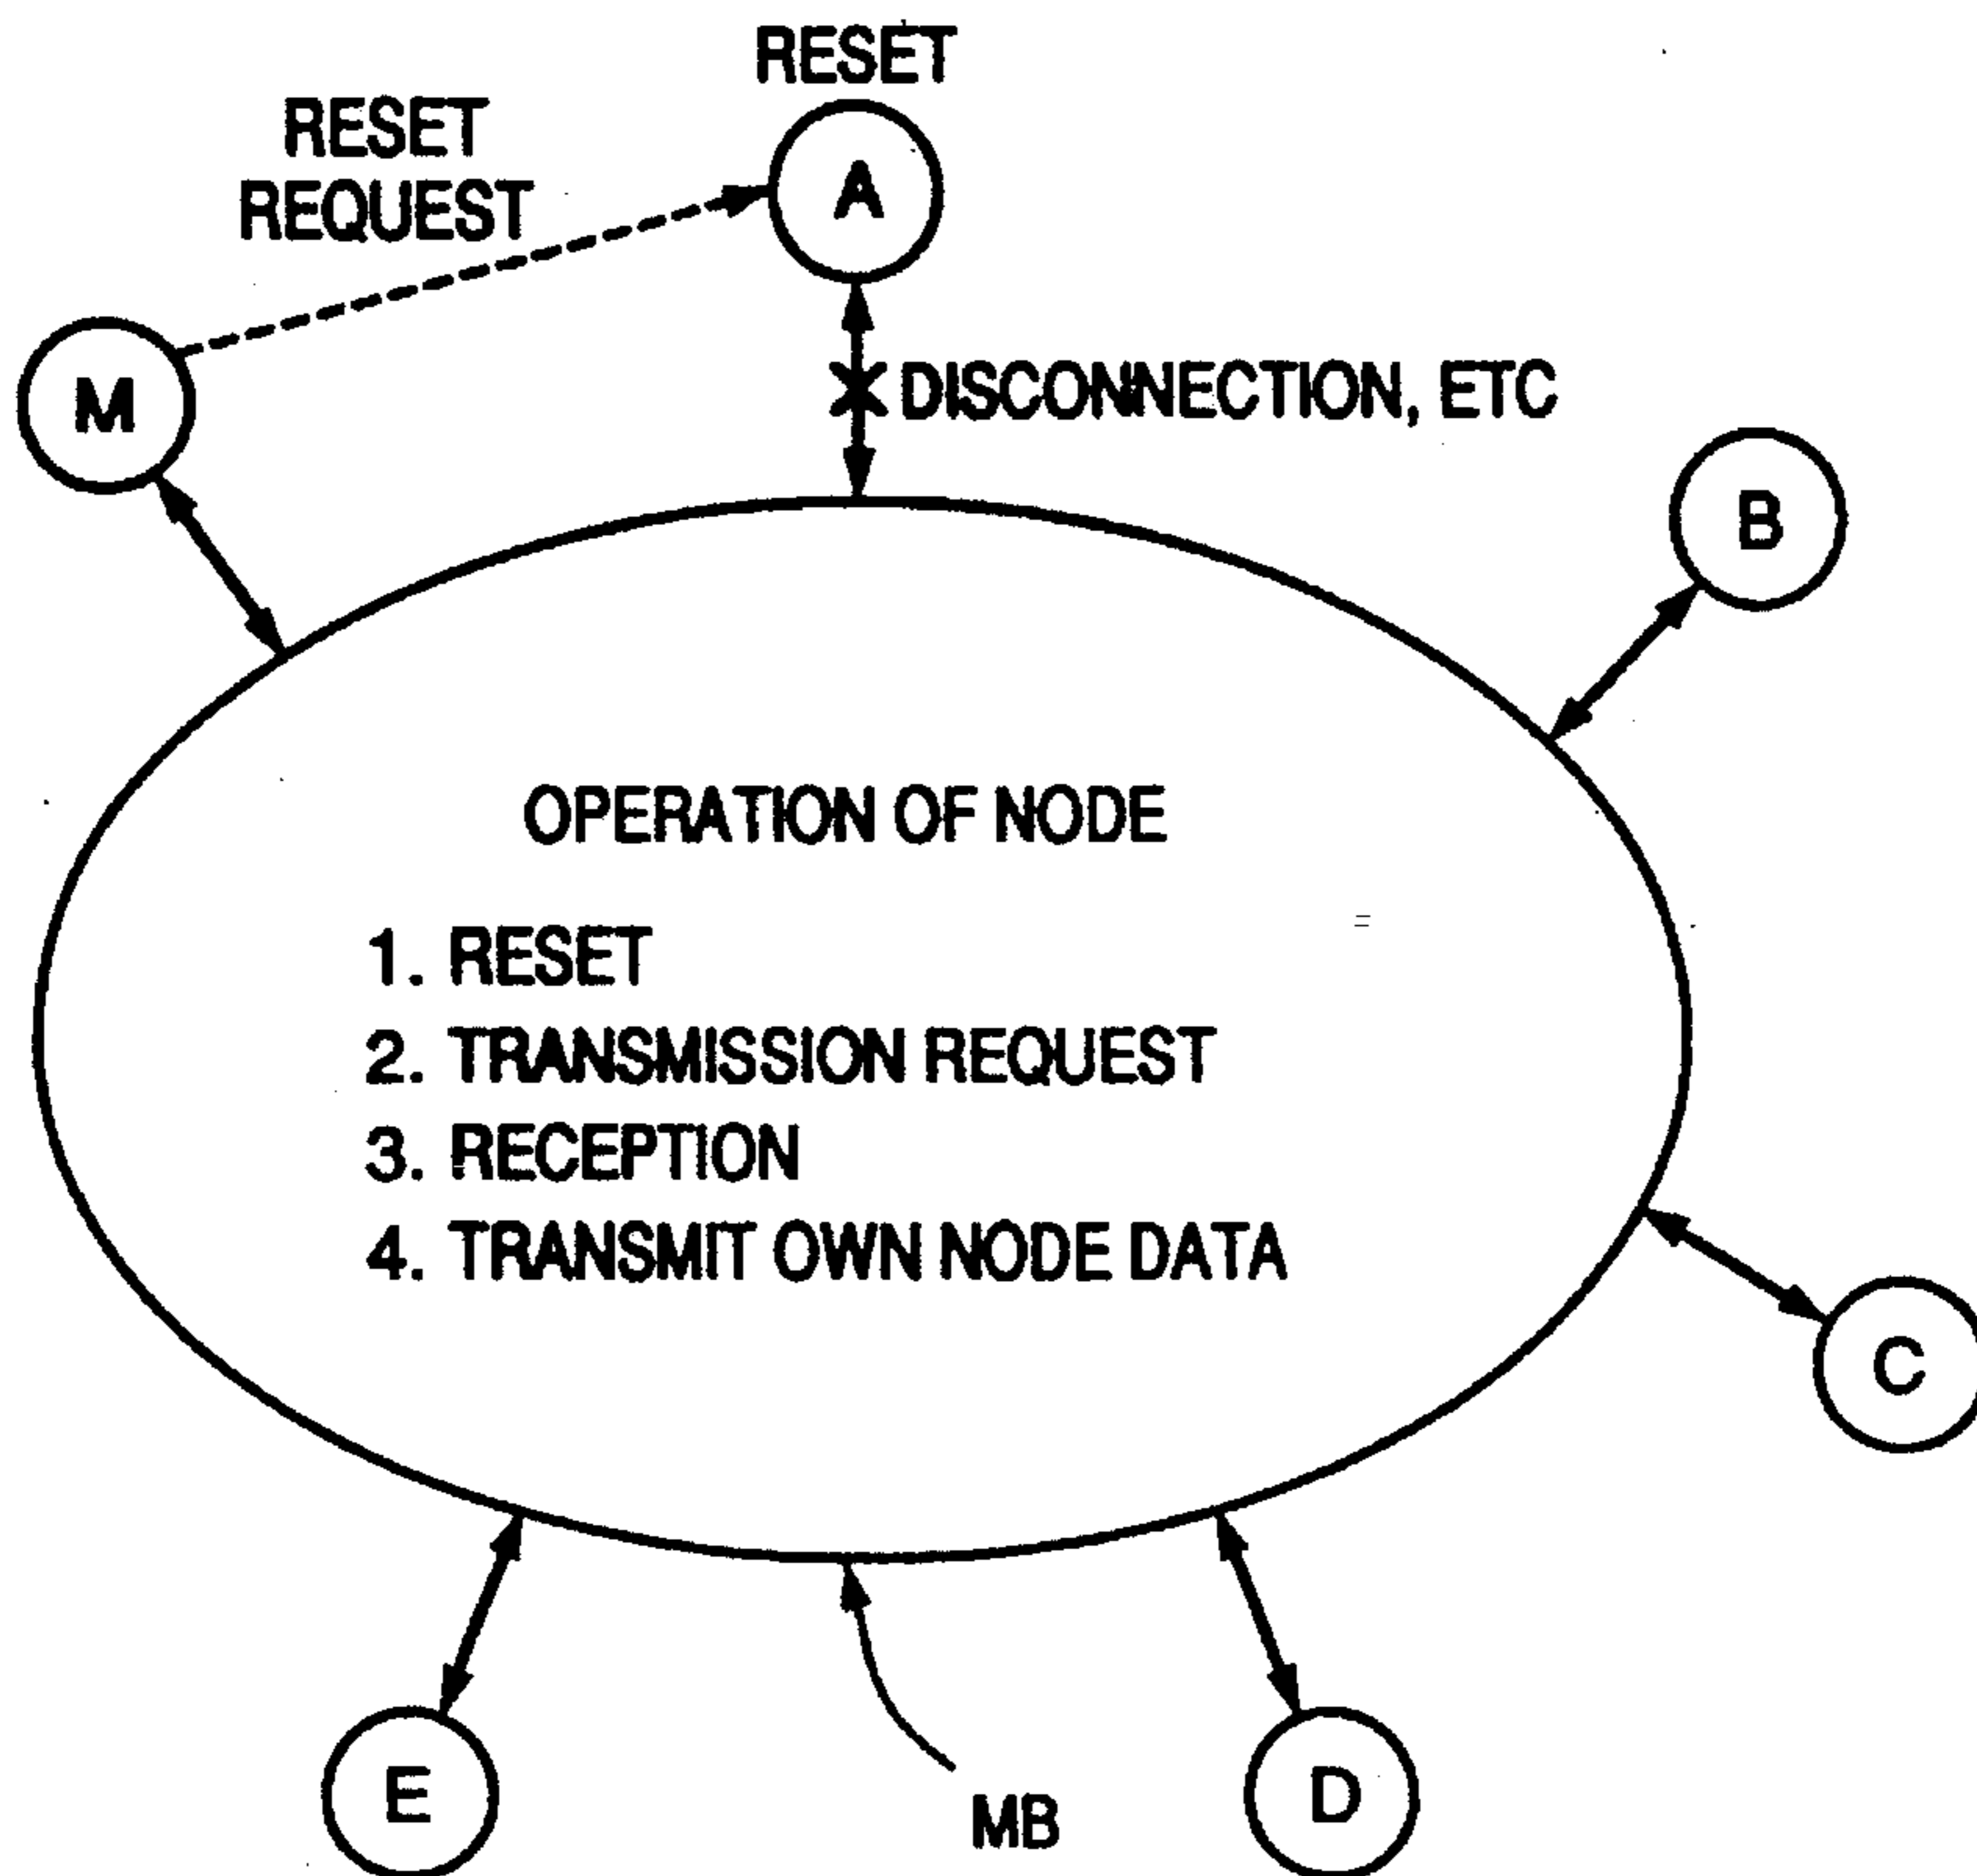 RESET
RESET
REQUEST
A
M
DISCONNECTION, ETC
B
OPERATION OF NODE
1. RESET
2. TRANSMISSION REQUEST
3. RECEPTION
4. TRANSMIT OWN NODE DATA
C
E
D
MB